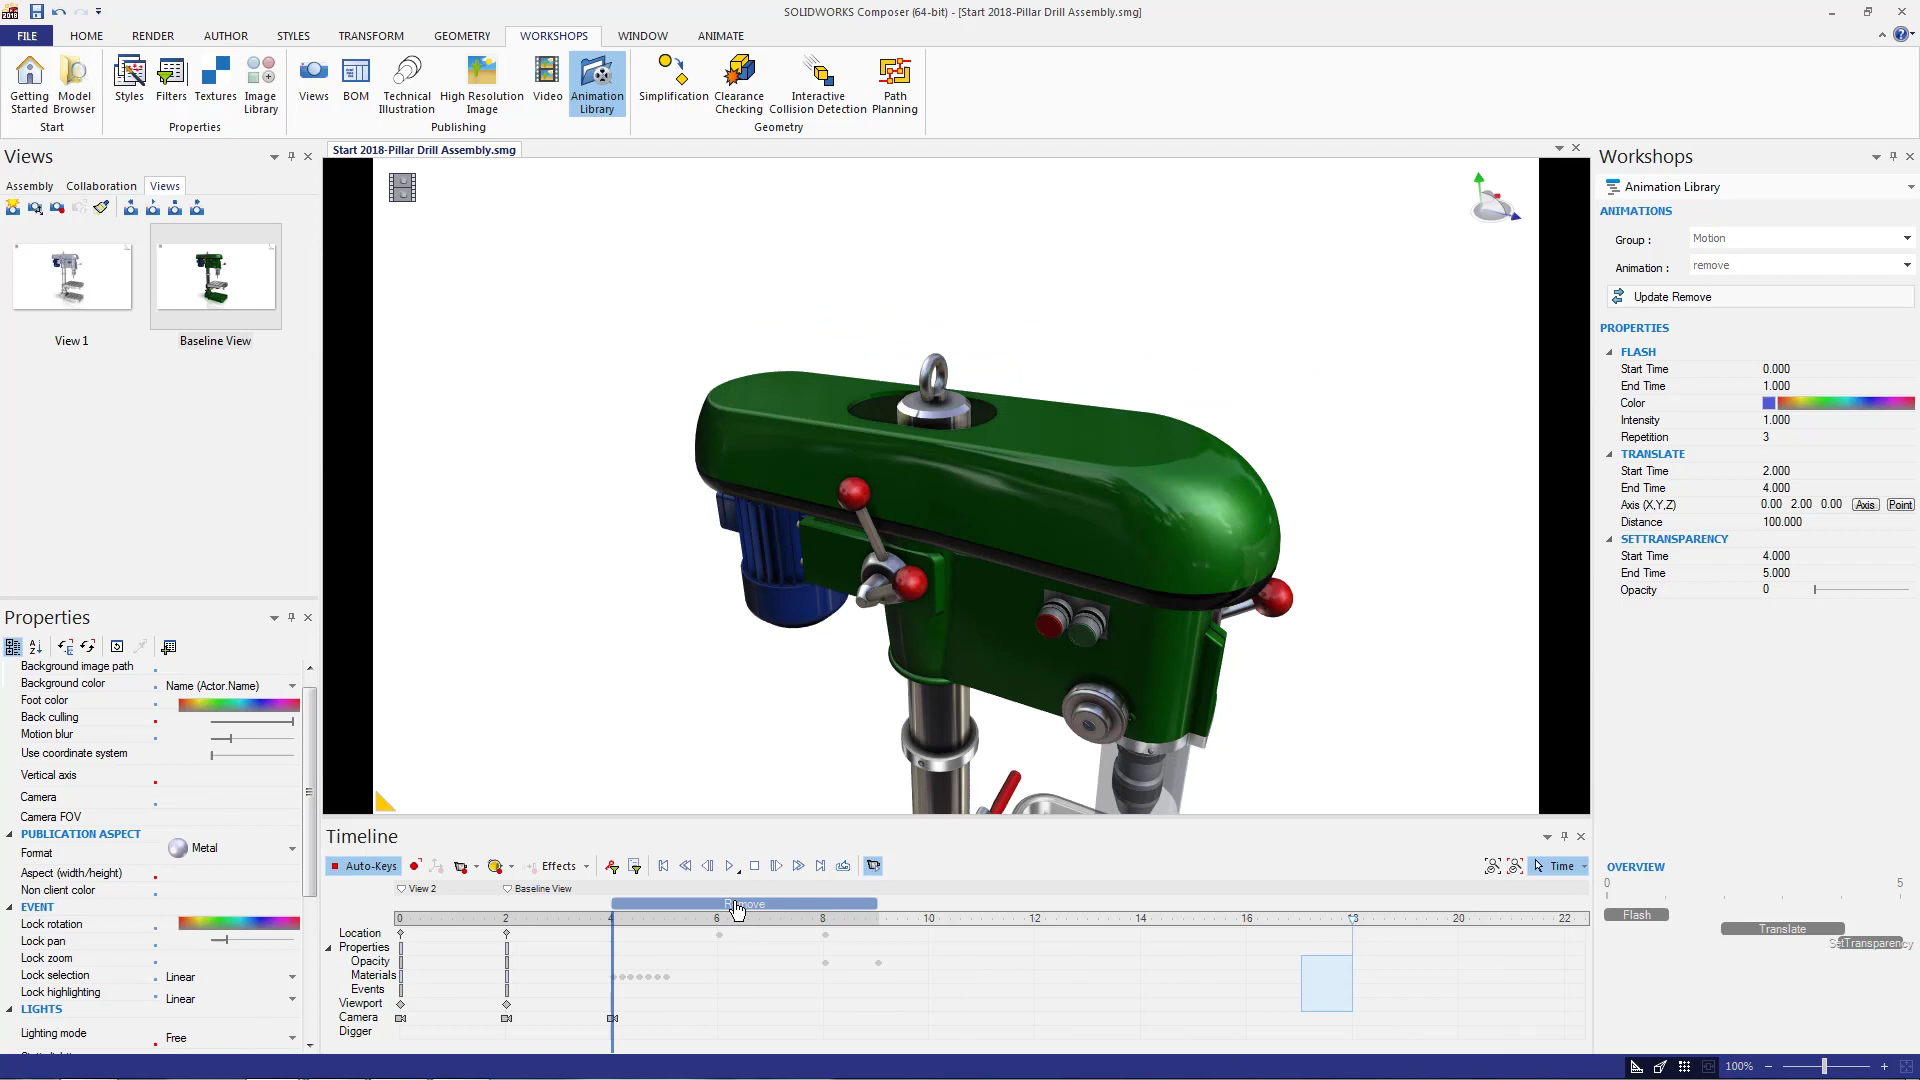 SOLIDWORKS Composer (64-bit) - [Start 2018-Pillar Drill Assembly.smg]
FILE HOME RENDER AUTHOR STYLES TRANSFORM GEOMETRY WORKSHOPS WINDOW ANIMATE
Getting Started
Model Browser
Styles
Filters
Textures
Image Library
Views
BOM
Technical Illustration
High Resolution Image
Video
Animation Library
Simplification
Clearance Checking
Interactive Collision Detection
Path Planning
Start Properties Publishing Geometry
Views
Assembly Collaboration Views
View 1
Baseline View
Start 2018-Pillar Drill Assembly.smg
Properties
Background image path
Background color
Name (Actor.Name)
Foot color
Back culling
Motion blur
Use coordinate system
Vertical axis
Camera
Camera FOV
PUBLICATION ASPECT
Format
Metal
Aspect (width/height)
Non client color
EVENT
Lock rotation
Lock pan
Lock zoom
Lock selection
Linear
Lock highlighting
Linear
LIGHTS
Lighting mode
Free
Timeline
Auto-Keys
Effects
Time
View 2
Baseline View
0 2 4 6 8 10 12 14 16 18 20 22
Location
Properties
Opacity
Materials
Events
Viewport
Camera
Digger
Workshops
Animation Library
ANIMATIONS
Group : Motion
Animation : remove
Update Remove
PROPERTIES
FLASH
Start Time 0.000
End Time 1.000
Color
Intensity 1.000
Repetition 3
TRANSLATE
Start Time 2.000
End Time 4.000
Axis (X,Y,Z) 0.00 2.00 0.00 Axis Point
Distance 100.000
SETTRANSPARENCY
Start Time 4.000
End Time 5.000
Opacity 0
OVERVIEW
0 5
Flash
Translate
SetTransparency
100%